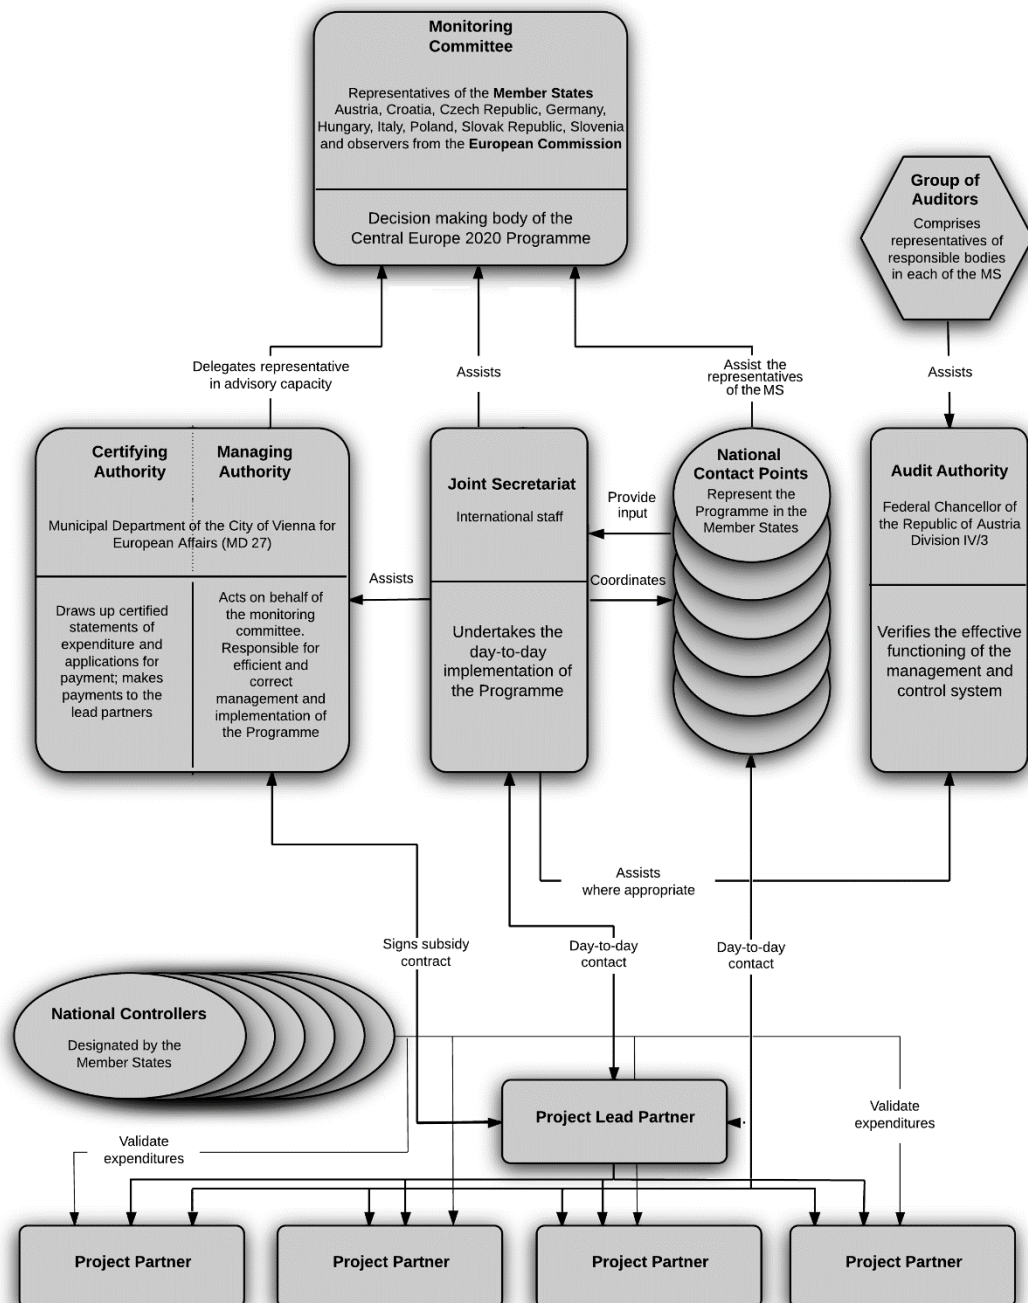 Monitoring
Committee
Representatives of the Member States
Austria, Croatia, Czech Republic, Germany,
Hungary, Italy, Poland, Slovak Republic, Slovenia
and observers from the European Commission
Decision making body of the
Central Europe 2020 Programme
Group of
Auditors
Comprises
representatives of
responsible bodies
in each of the MS
Delegates representative
in advisory capacity
Assists
Assist the
representatives
of the MS
Assists
Certifying
Authority
Managing
Authority
Municipal Department of the City of Vienna for
European Affairs (MD 27)
Draws up certified
statements of
expenditure and
applications for
payment; makes
payments to the
lead partners
Acts on behalf of
the monitoring
committee.
Responsible for
efficient and
correct
management and
implementation of
the Programme
Assists
Joint Secretariat
International staff
Undertakes the
day-to-day
implementation of
the Programme
Provide
input
Coordinates
National
Contact Points
Represent the
Programme in the
Member States
Audit Authority
Federal Chancellor of
the Republic of Austria
Division IV/3
Verifies the effective
functioning of the
management and
control system
Assists
where appropriate
Signs subsidy
contract
Day-to-day
contact
Day-to-day
contact
National Controllers
Designated by the
Member States
Project Lead Partner
Validate
expenditures
Validate
expenditures
Project Partner
Project Partner
Project Partner
Project Partner